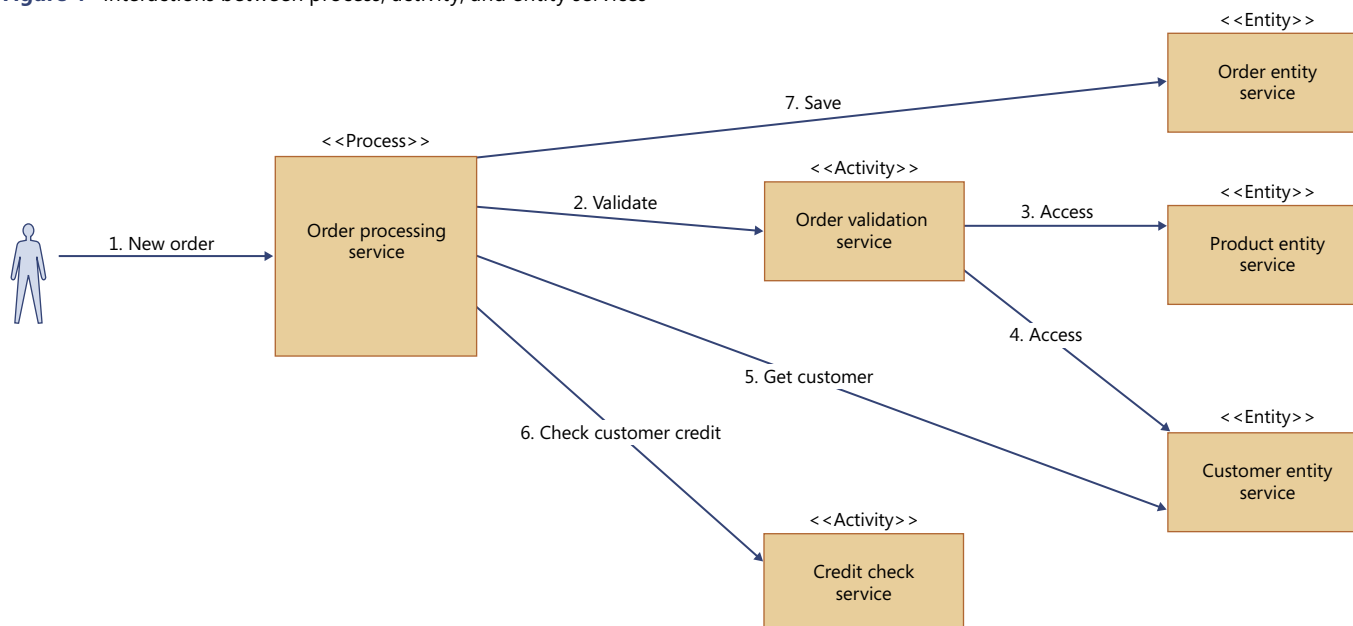 Interactions between process, activity, and entity services
<<Entity>>
Order entity
service
7. Save
<<Process>>
Order processing
service
<<Activity>>
Order validation
service
2. Validate
3. Access
<<Entity>>
Product entity
service
1. New order
4. Access
5. Get customer
<<Entity>>
Customer entity
service
6. Check customer credit
<<Activity>>
Credit check
service